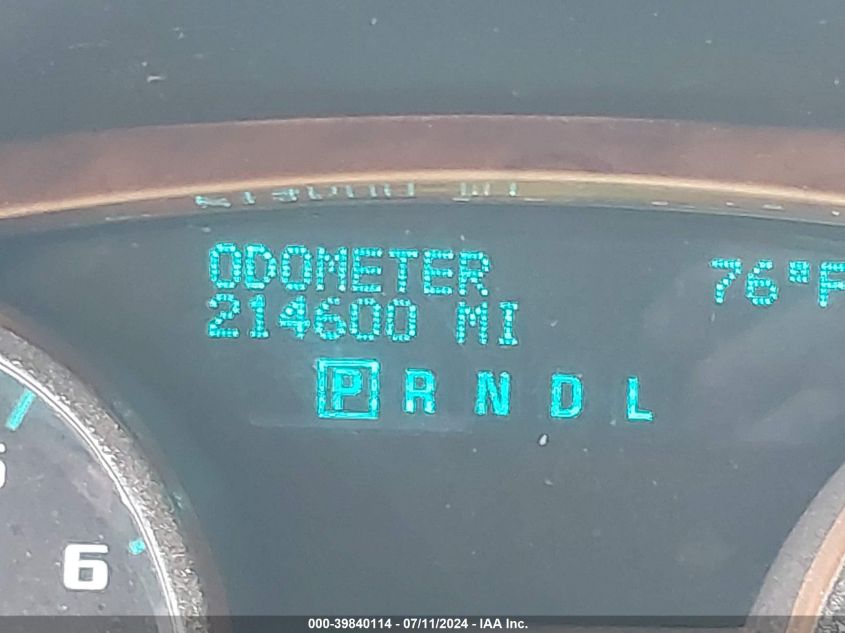 ODOMETER
76°F
214600 MI
P R N D L
6
000-39840114 - 07/11/2024 - IAA Inc.